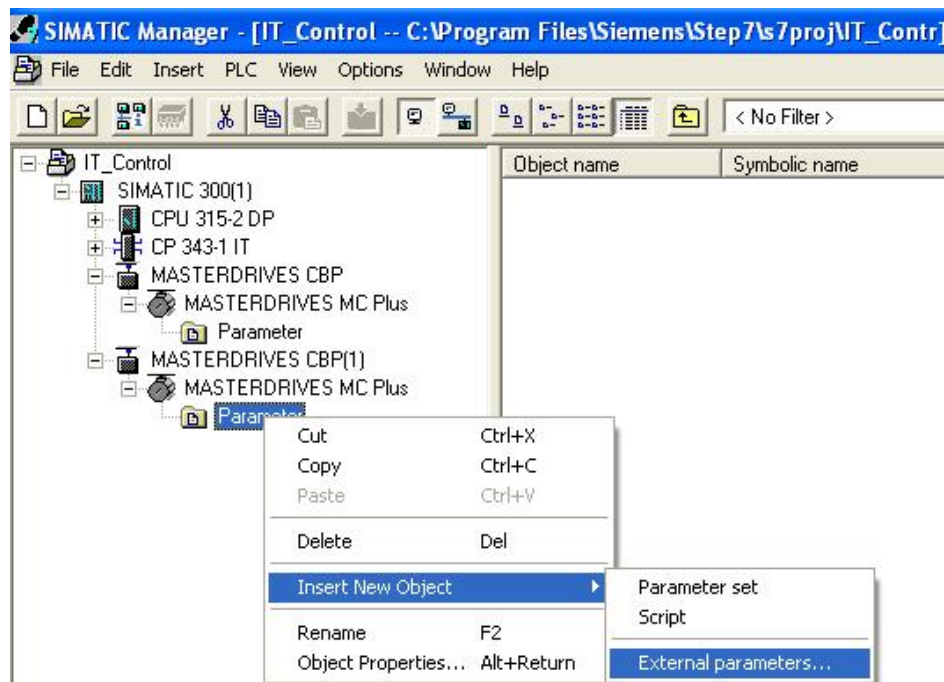 SIMATIC Manager - [IT_Control -- C:\Program Files\Siemens\Step7\s7proj\IT_Contr]
File Edit Insert PLC View Options Window Help
< No Filter >
IT_Control
Object name Symbolic name
SIMATIC 300(1)
CPU 315-2 DP
CP 343-1 IT
MASTERDRIVES CBP
MASTERDRIVES MC Plus
Parameter
MASTERDRIVES CBP(1)
MASTERDRIVES MC Plus
Parameter
Cut Ctrl+X
Copy Ctrl+C
Paste Ctrl+V
Delete Del
Insert New Object
Parameter set
Script
Rename F2
Object Properties... Alt+Return
External parameters...